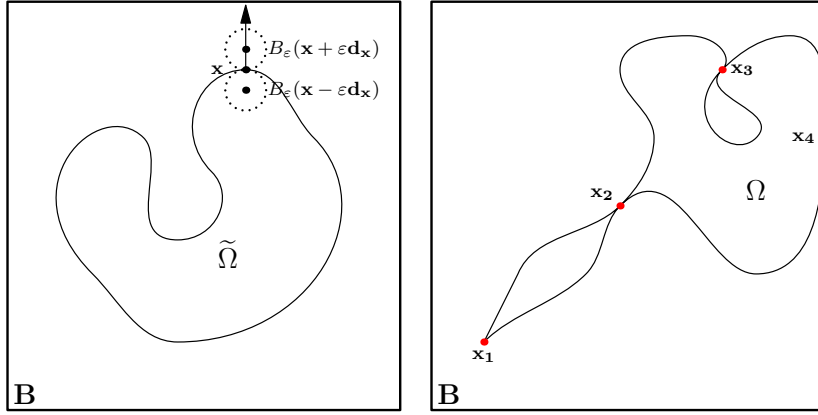 B_ε(x + εd_x)
x
B_ε(x − εd_x)
Ω̃
B
x₃
x₄
x₂
Ω
x₁
B